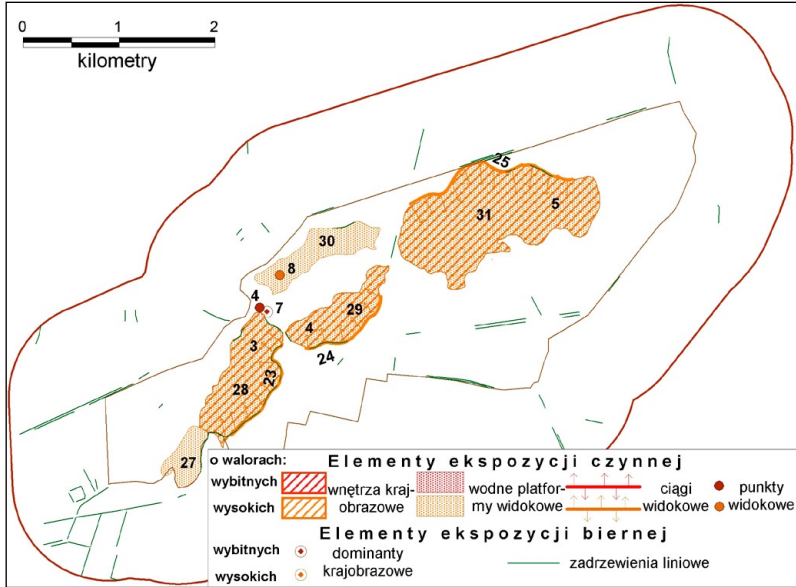 0 1 2
kilometry
25
5
31
30
8
4
7
29
4
3
24
23
28
27
o walorach: Elementy ekspozycji czynnej
wybitnych wnętrza kraj- wodne platfor- ciągi punkty
wysokich obrazowe my widokowe widokowe widokowe
Elementy ekspozycji biernej
wybitnych dominanty zadrzewienia liniowe
wysokich krajobrazowe